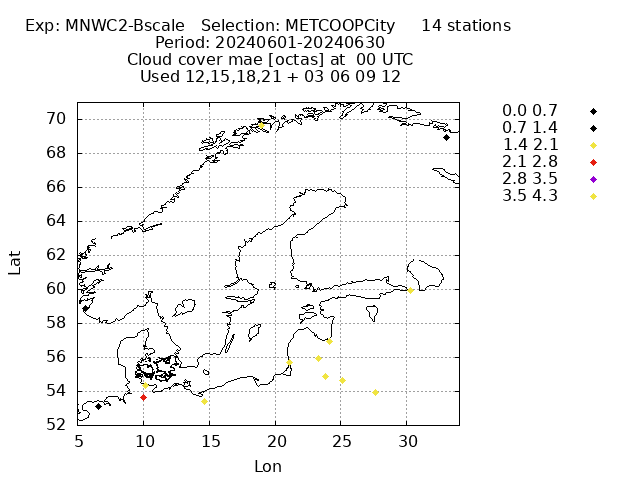 Exp: MNWC2-Bscale Selection: METCOOPCity 14 stations
Period: 20240601-20240630
Cloud cover mae [octas] at 00 UTC
Used 12,15,18,21 + 03 06 09 12
0.0 0.7
0.7 1.4
1.4 2.1
2.1 2.8
2.8 3.5
3.5 4.3
Lat
70
68
66
64
62
60
58
56
54
52
5 10 15 20 25 30
Lon